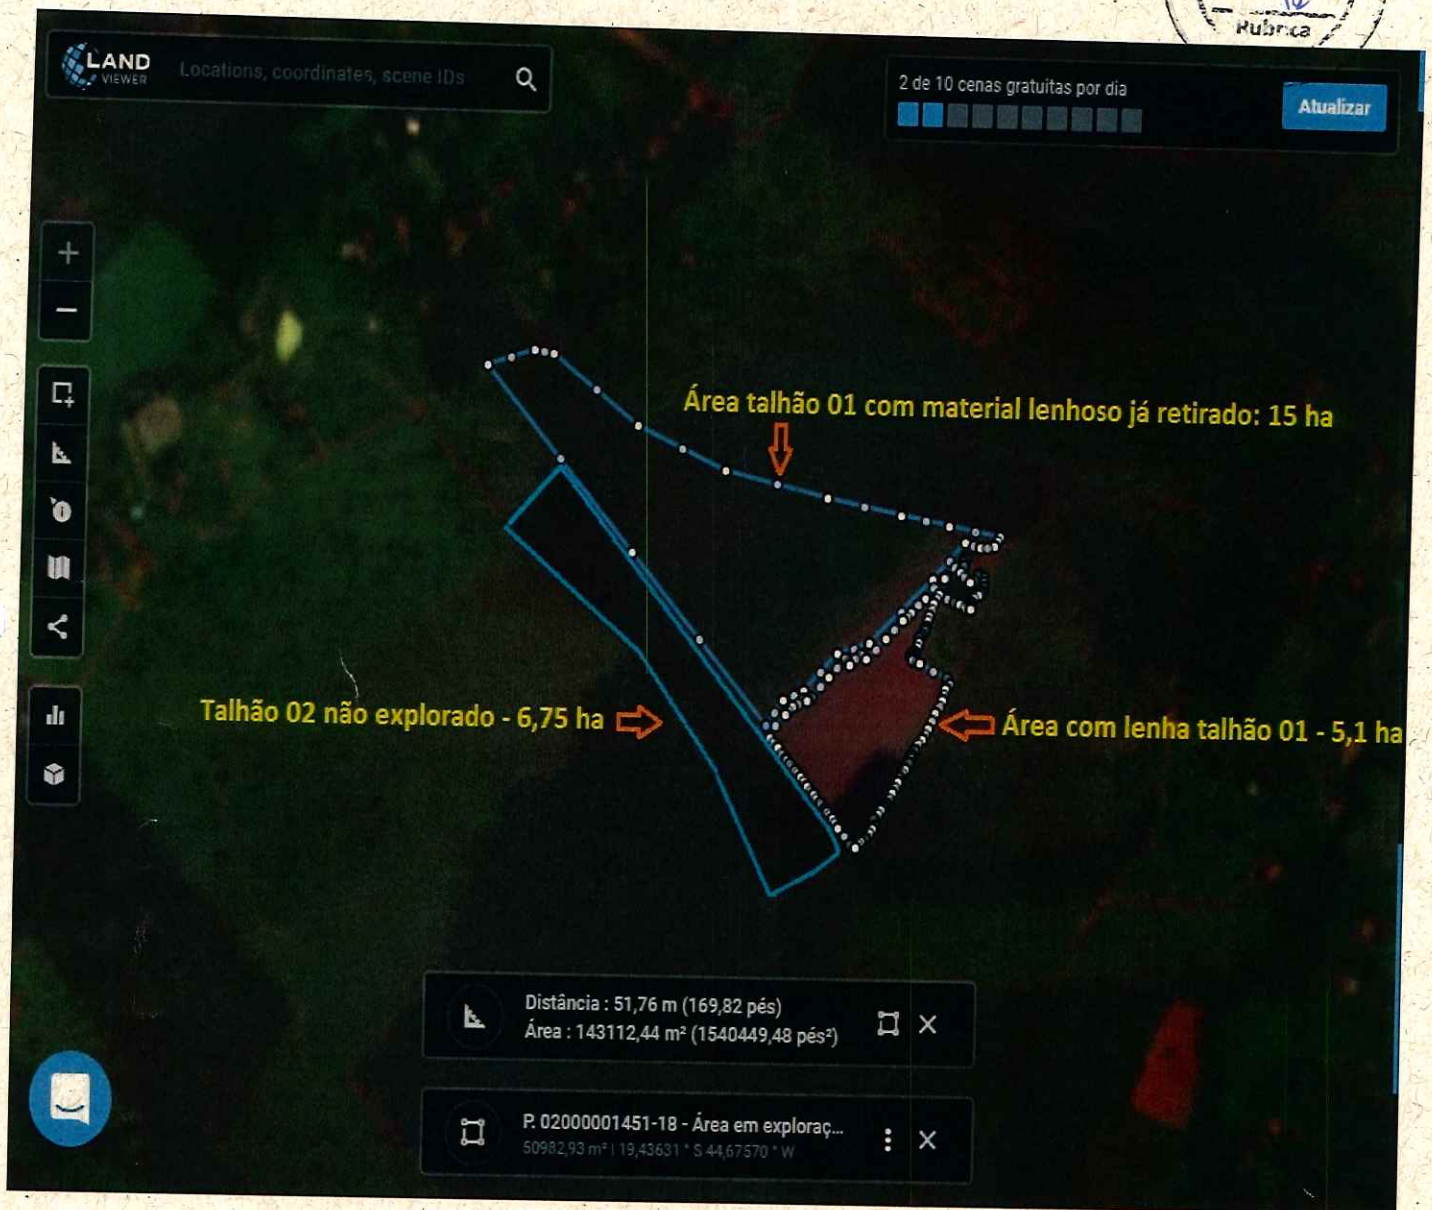 Rubrica
LAND
VIEWER
Locations, coordinates, scene IDs
2 de 10 cenas gratuitas por dia
Atualizar
Área talhão 01 com material lenhoso já retirado: 15 ha
Talhão 02 não explorado - 6,75 ha
Área com lenha talhão 01 - 5,1 ha
Distância : 51,76 m (169,82 pés)
Área : 143112,44 m² (1540449,48 pés²)
P. 02000001451-18 - Área em exploraç...
50982,93 m² | 19,43631 ° S 44,67570 ° W